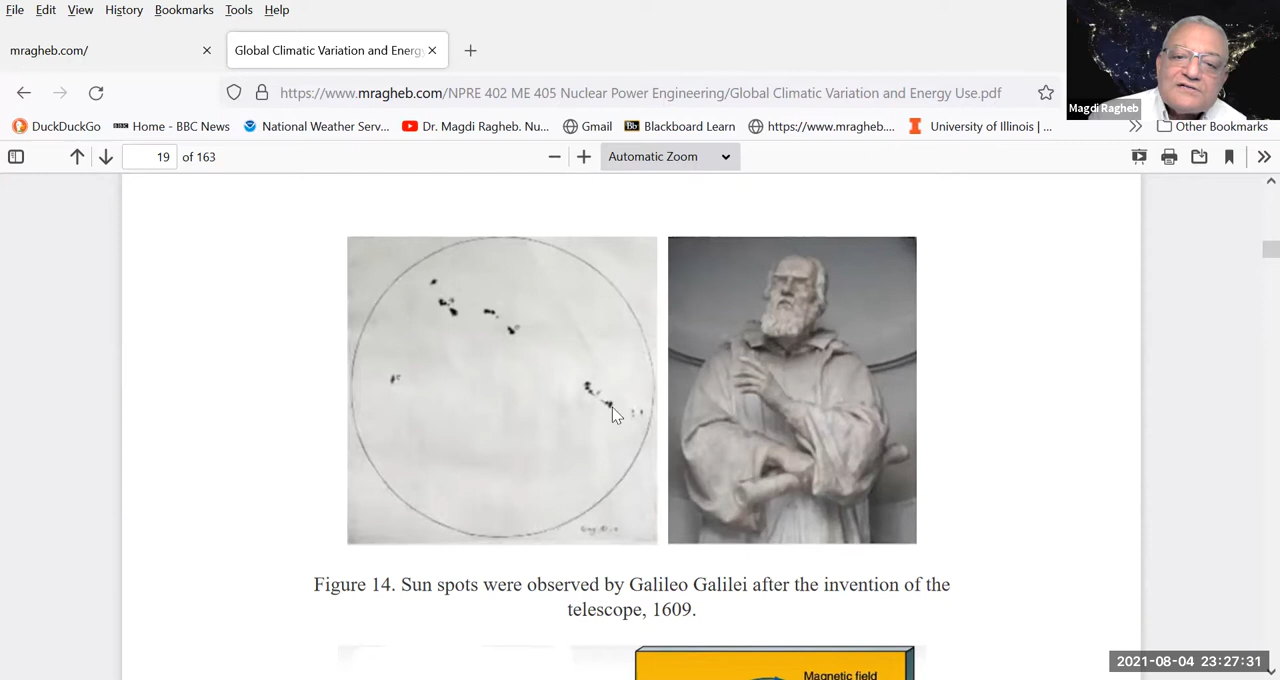 File Edit View History Bookmarks Tools Help
mragheb.com/ Global Climatic Variation and Energy
https://www.mragheb.com/NPRE 402 ME 405 Nuclear Power Engineering/Global Climatic Variation and Energy Use.pdf
Magdi Ragheb
DuckDuckGo BBC Home - BBC News National Weather Serv... Dr. Magdi Ragheb. Nu... Gmail Bb Blackboard Learn https://www.mragheb.... University of Illinois |... Other Bookmarks
19 of 163 Automatic Zoom
Figure 14. Sun spots were observed by Galileo Galilei after the invention of the
telescope, 1609.
Magnetic field
2021-08-04 23:27:31